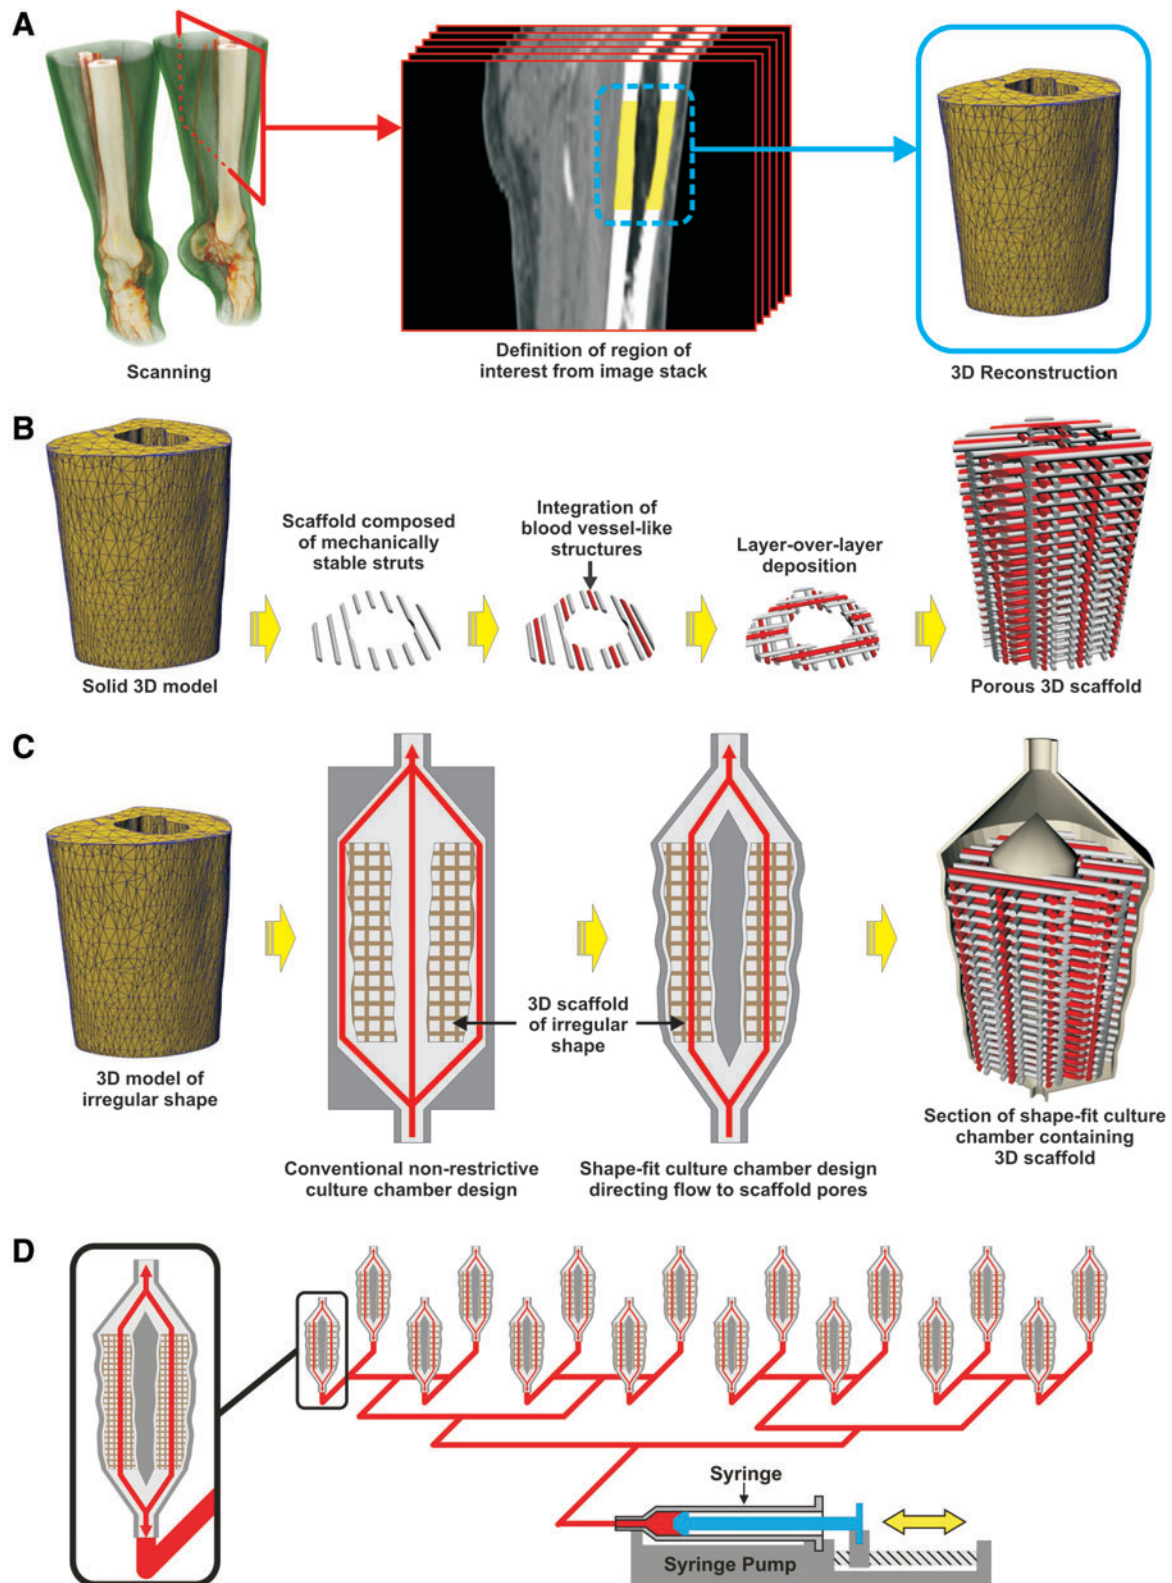 A
Scanning
Definition of region of
interest from image stack
3D Reconstruction
B
Solid 3D model
Scaffold composed
of mechanically
stable struts
Integration of
blood vessel-like
structures
Layer-over-layer
deposition
Porous 3D scaffold
C
3D model of
irregular shape
Conventional non-restrictive
culture chamber design
3D scaffold
of irregular
shape
Shape-fit culture chamber design
directing flow to scaffold pores
Section of shape-fit culture
chamber containing
3D scaffold
D
Syringe
Syringe Pump